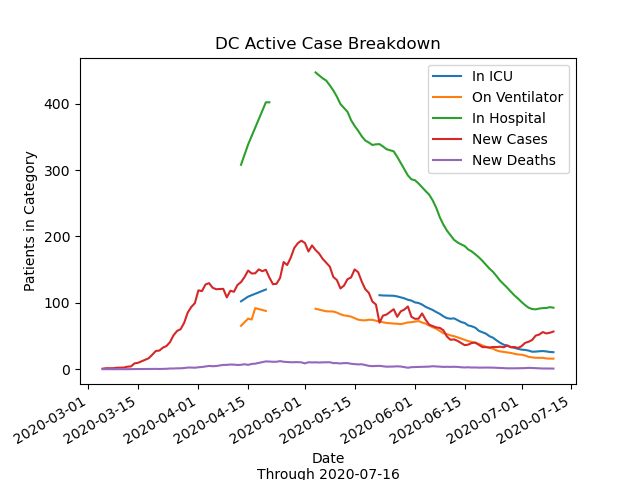 DC Active Case Breakdown
In ICU
On Ventilator
In Hospital
New Cases
New Deaths
Patients in Category
400
300
200
100
0
2020-03-01
2020-03-15
2020-04-01
2020-04-15
2020-05-01
2020-05-15
2020-06-01
2020-06-15
2020-07-01
2020-07-15
Date
Through 2020-07-16